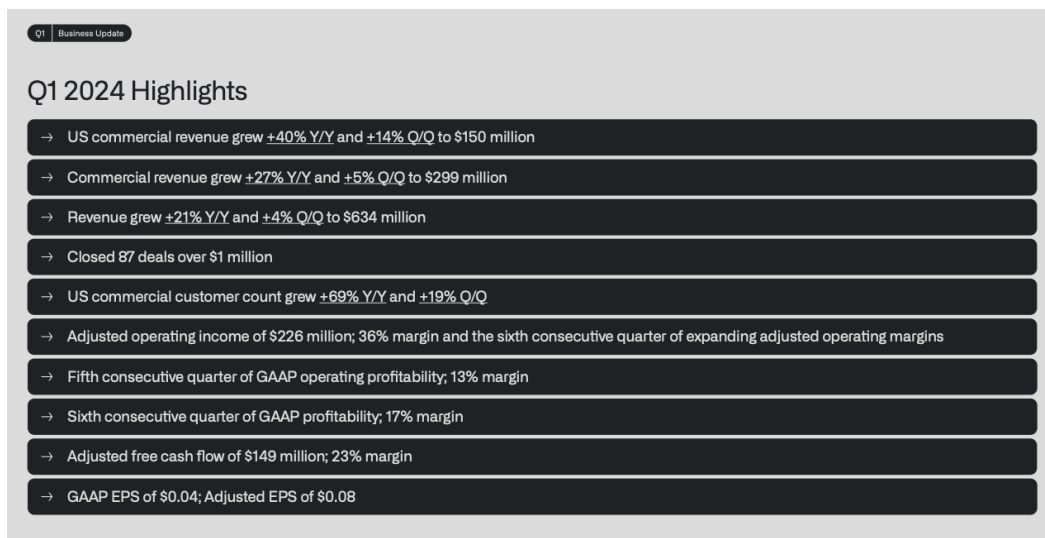 Q1 | Business Update
Q1 2024 Highlights
→ US commercial revenue grew +40% Y/Y and +14% Q/Q to $150 million
→ Commercial revenue grew +27% Y/Y and +5% Q/Q to $299 million
→ Revenue grew +21% Y/Y and +4% Q/Q to $634 million
→ Closed 87 deals over $1 million
→ US commercial customer count grew +69% Y/Y and +19% Q/Q
→ Adjusted operating income of $226 million; 36% margin and the sixth consecutive quarter of expanding adjusted operating margins
→ Fifth consecutive quarter of GAAP operating profitability; 13% margin
→ Sixth consecutive quarter of GAAP profitability; 17% margin
→ Adjusted free cash flow of $149 million; 23% margin
→ GAAP EPS of $0.04; Adjusted EPS of $0.08